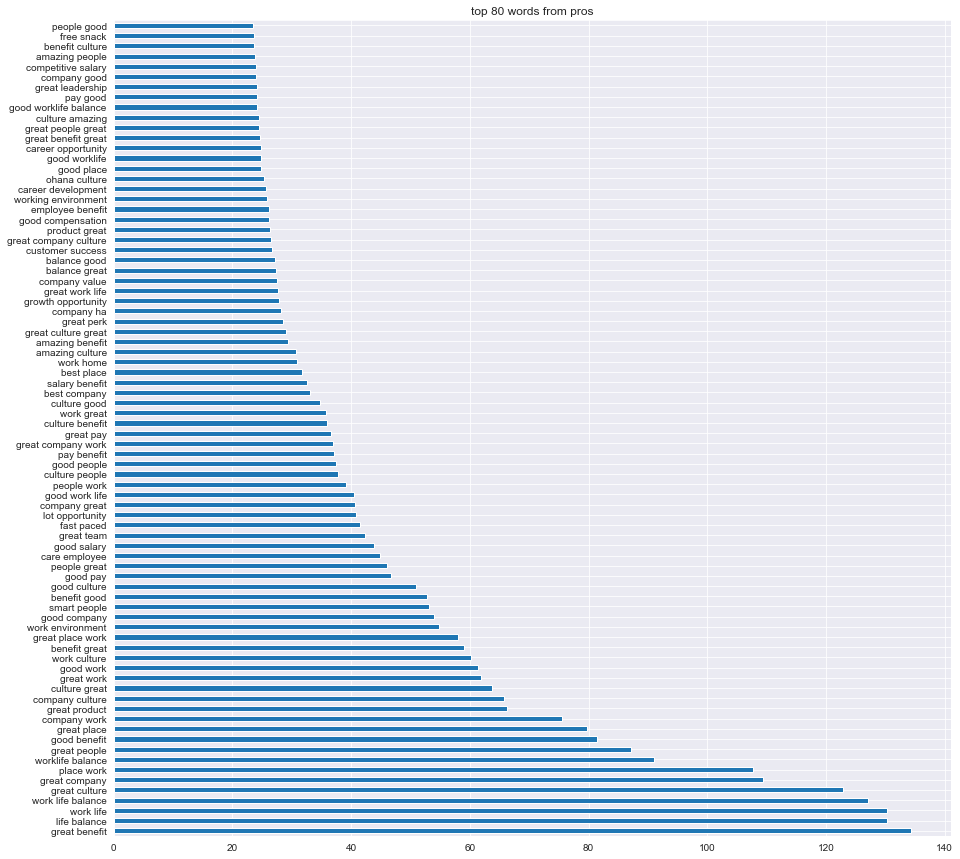 top 80 words from pros
people good
free snack
benefit culture
amazing people
competitive salary
company good
great leadership
pay good
good worklife balance
culture amazing
great people great
great benefit great
career opportunity
good worklife
good place
ohana culture
career development
working environment
employee benefit
good compensation
product great
great company culture
customer success
balance good
balance great
company value
great work life
growth opportunity
company ha
great perk
great culture great
amazing benefit
amazing culture
work home
best place
salary benefit
best company
culture good
work great
culture benefit
great pay
great company work
pay benefit
good people
culture people
people work
good work life
company great
lot opportunity
fast paced
great team
good salary
care employee
people great
good pay
good culture
benefit good
smart people
good company
work environment
great place work
benefit great
work culture
good work
great work
culture great
company culture
great product
company work
great place
good benefit
great people
worklife balance
place work
great company
great culture
work life balance
work life
life balance
great benefit
0 20 40 60 80 100 120 140